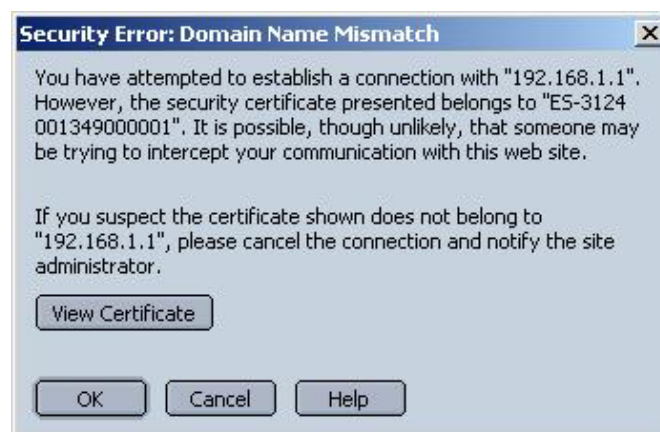 Security Error: Domain Name Mismatch
You have attempted to establish a connection with "192.168.1.1".
However, the security certificate presented belongs to "ES-3124
001349000001". It is possible, though unlikely, that someone may
be trying to intercept your communication with this web site.
If you suspect the certificate shown does not belong to
"192.168.1.1", please cancel the connection and notify the site
administrator.
View Certificate
OK Cancel Help